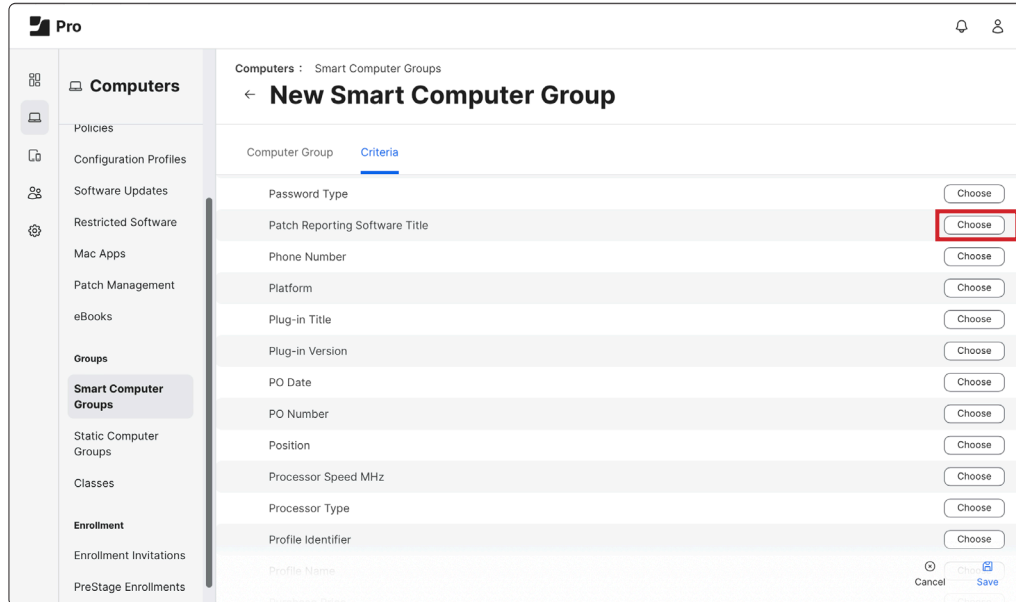 Pro
Computers
Policies
Configuration Profiles
Software Updates
Restricted Software
Mac Apps
Patch Management
eBooks
Groups
Smart Computer
Groups
Static Computer
Groups
Classes
Enrollment
Enrollment Invitations
PreStage Enrollments
Computers : Smart Computer Groups
← New Smart Computer Group
Computer Group Criteria
Password Type Choose
Patch Reporting Software Title Choose
Phone Number Choose
Platform Choose
Plug-in Title Choose
Plug-in Version Choose
PO Date Choose
PO Number Choose
Position Choose
Processor Speed MHz Choose
Processor Type Choose
Profile Identifier Choose
Profile Name
Cancel Save